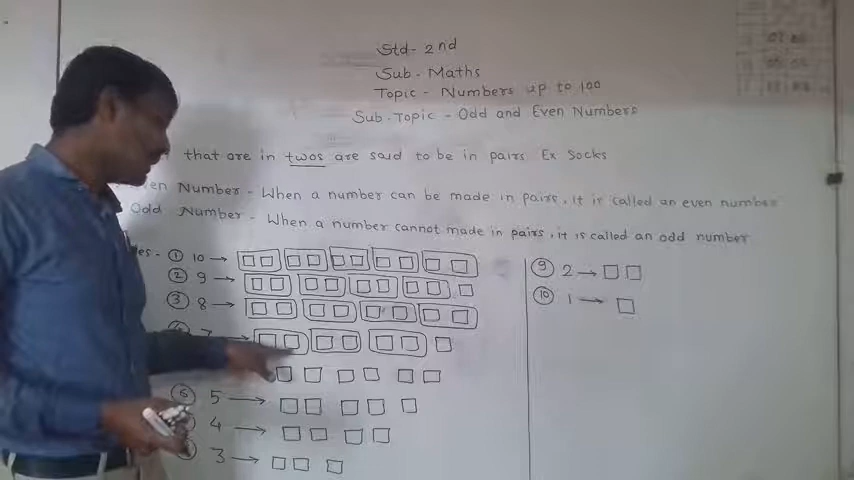 Std - 2nd
Sub - Maths
Topic - Numbers up to 100
Sub-Topic - Odd and Even Numbers
that are in twos are said to be in pairs Ex Socks
Number - When a number can be made in pairs, it is called an even number
Odd Number - When a number cannot made in pairs, it is called an odd number
① 10 →
② 9 →
③ 8 →
7 →
5 →
4 →
3 →
⑨ 2 →
⑩ 1 →